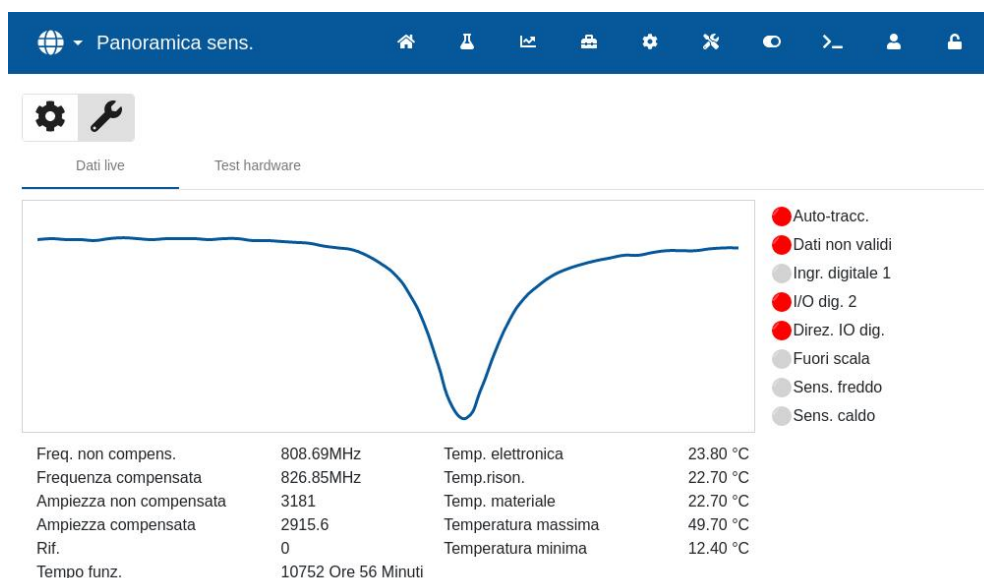 Panoramica sens.
Dati live Test hardware
Auto-tracc.
Dati non validi
Ingr. digitale 1
I/O dig. 2
Direz. IO dig.
Fuori scala
Sens. freddo
Sens. caldo
Freq. non compens. 808.69MHz Temp. elettronica 23.80 °C
Frequenza compensata 826.85MHz Temp.rison. 22.70 °C
Ampiezza non compensata 3181 Temp. materiale 22.70 °C
Ampiezza compensata 2915.6 Temperatura massima 49.70 °C
Rif. 0 Temperatura minima 12.40 °C
Tempo funz. 10752 Ore 56 Minuti